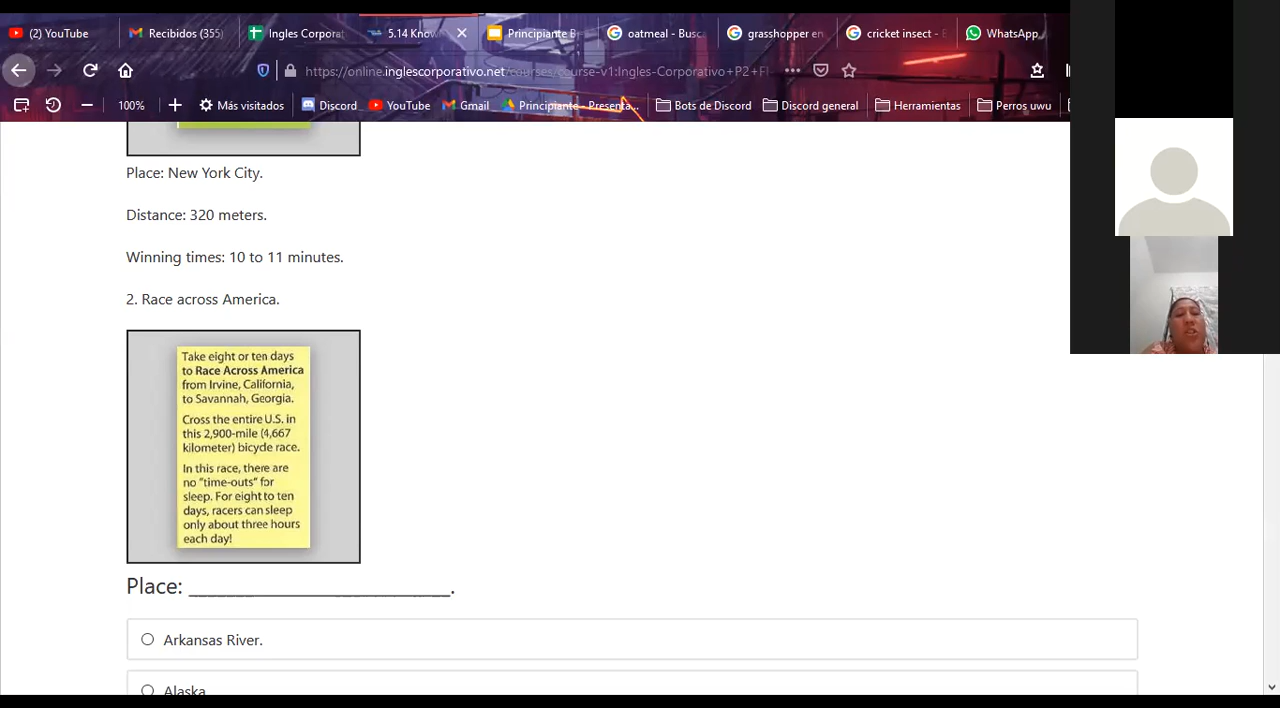 (2) YouTube
Recibidos (355)
Ingles Corporat
5.14 Know
Principiante B
oatmeal - Busca
grasshopper en
cricket insect -
WhatsApp
https://online.inglescorporativo.net/courses/course-v1:Ingles-Corporativo+P2+
100%
Más visitados
Discord
YouTube
Gmail
Principiante - Presenta...
Bots de Discord
Discord general
Herramientas
Perros uwu
Place: New York City.
Distance: 320 meters.
Winning times: 10 to 11 minutes.
2. Race across America.
Take eight or ten days
to Race Across America
from Irvine, California,
to Savannah, Georgia.
Cross the entire U.S. in
this 2,900-mile (4,667
kilometer) bicycle race.
In this race, there are
no "time-outs" for
sleep. For eight to ten
days, racers can sleep
only about three hours
each day!
Place: ___________________________.
Arkansas River.
Alaska